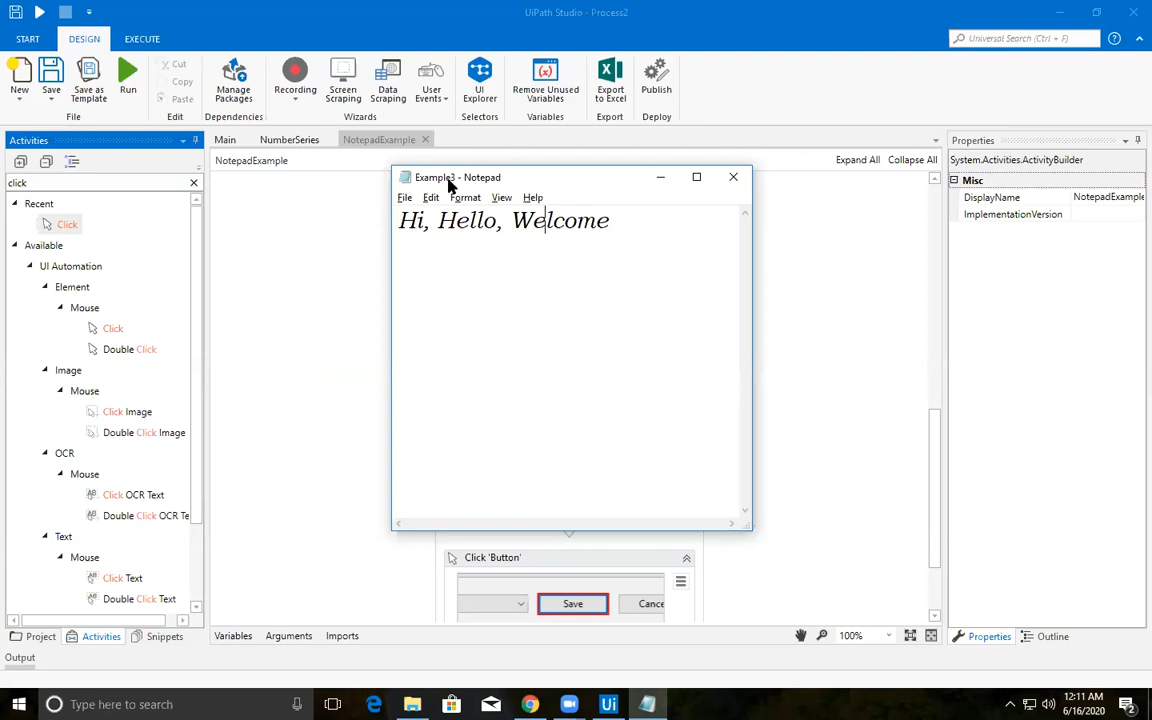 UiPath Studio - Process2
START
DESIGN
EXECUTE
Universal Search (Ctrl + F)
New
Save
Save as
Template
Run
Cut
Copy
Paste
Manage
Packages
Recording
Screen
Scraping
Data
Scraping
User
Events
UI
Explorer
Remove Unused
Variables
Export
to Excel
Publish
File
Edit
Dependencies
Wizards
Selectors
Variables
Export
Deploy
Activities
click
Recent
Click
Available
UI Automation
Element
Mouse
Click
Double Click
Image
Mouse
Click Image
Double Click Image
OCR
Mouse
Click OCR Text
Double Click OCR Te
Text
Mouse
Click Text
Double Click Text
Project
Activities
Snippets
Output
Main
NumberSeries
NotepadExample
NotepadExample
Expand All
Collapse All
Example3 - Notepad
File
Edit
Format
View
Help
Hi, Hello, Welcome
Click 'Button'
Save
Cance
Variables
Arguments
Imports
100%
Properties
System.Activities.ActivityBuilder
Misc
DisplayName
NotepadExample
ImplementationVersion
Properties
Outline
Type here to search
Ui
12:11 AM
6/16/2020
2